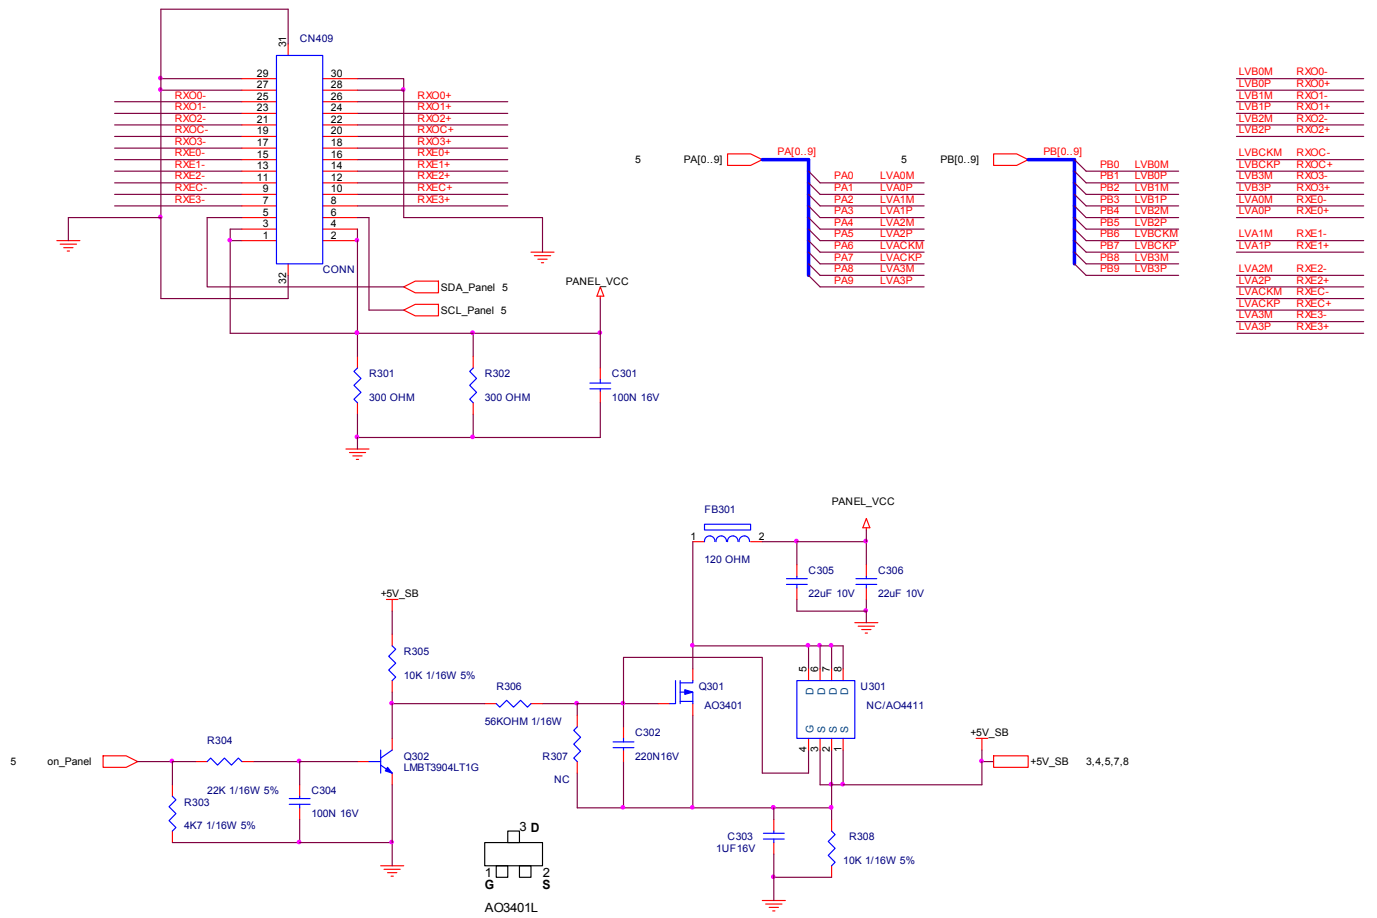 CN409
31
29 30
27 28
RXO0- 25 26 RXO0+
RXO1- 23 24 RXO1+
RXO2- 21 22 RXO2+
RXOC- 19 20 RXOC+
RXO3- 17 18 RXO3+
RXE0- 15 16 RXE0+
RXE1- 13 14 RXE1+
RXE2- 11 12 RXE2+
RXEC- 9 10 RXEC+
RXE3- 7 8 RXE3+
5 6
3 4
1 2
32
CONN
SDA_Panel 5
SCL_Panel 5
PANEL_VCC
R301
300 OHM
R302
300 OHM
C301
100N 16V
5 PA[0..9] PA[0..9]
PA0 LVA0M
PA1 LVA0P
PA2 LVA1M
PA3 LVA1P
PA4 LVA2M
PA5 LVA2P
PA6 LVACKM
PA7 LVACKP
PA8 LVA3M
PA9 LVA3P
5 PB[0..9] PB[0..9]
PB0 LVB0M
PB1 LVB0P
PB2 LVB1M
PB3 LVB1P
PB4 LVB2M
PB5 LVB2P
PB6 LVBCKM
PB7 LVBCKP
PB8 LVB3M
PB9 LVB3P
LVB0M RXO0-
LVB0P RXO0+
LVB1M RXO1-
LVB1P RXO1+
LVB2M RXO2-
LVB2P RXO2+
LVBCKM RXOC-
LVBCKP RXOC+
LVB3M RXO3-
LVB3P RXO3+
LVA0M RXE0-
LVA0P RXE0+
LVA1M RXE1-
LVA1P RXE1+
LVA2M RXE2-
LVA2P RXE2+
LVACKM RXEC-
LVACKP RXEC+
LVA3M RXE3-
LVA3P RXE3+
PANEL_VCC
FB301
1 2
120 OHM
C305
22uF 10V
C306
22uF 10V
+5V_SB
R305
10K 1/16W 5%
R306
56KOHM 1/16W
Q301
AO3401
5 6 7 8
D D D D
G S S S
4 3 2 1
U301
NC/AO4411
R307
NC
C302
220N16V
+5V_SB
+5V_SB 3,4,5,7,8
5 on_Panel
R304
22K 1/16W 5%
Q302
LMBT3904LT1G
R303
4K7 1/16W 5%
C304
100N 16V
C303
1UF16V
R308
10K 1/16W 5%
3 D
1 2
G S
AO3401L